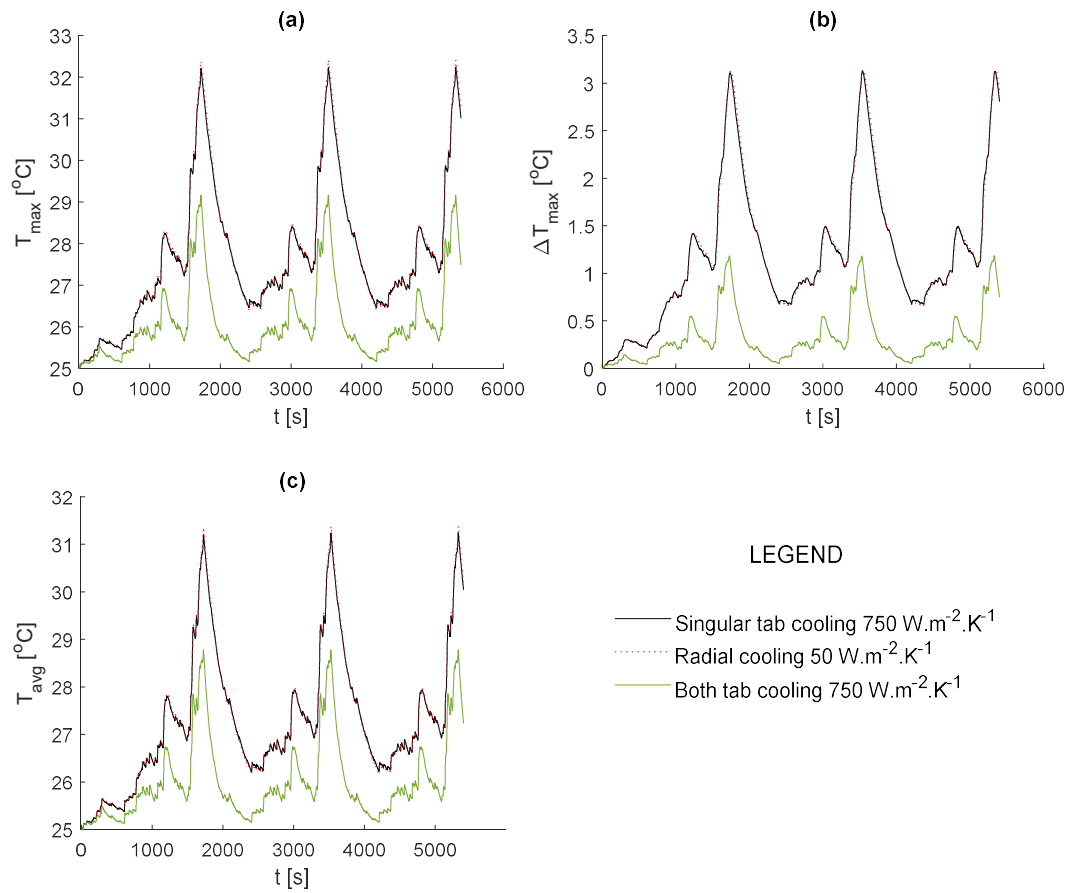 (a)
33
32
31
30
29
28
27
26
25
T_max [°C]
0 1000 2000 3000 4000 5000 6000
t [s]
(b)
3.5
3
2.5
2
1.5
1
0.5
0
ΔT_max [°C]
0 1000 2000 3000 4000 5000 6000
t [s]
(c)
32
31
30
29
28
27
26
25
T_avg [°C]
0 1000 2000 3000 4000 5000
t [s]
LEGEND
Singular tab cooling 750 W.m⁻².K⁻¹
Radial cooling 50 W.m⁻².K⁻¹
Both tab cooling 750 W.m⁻².K⁻¹